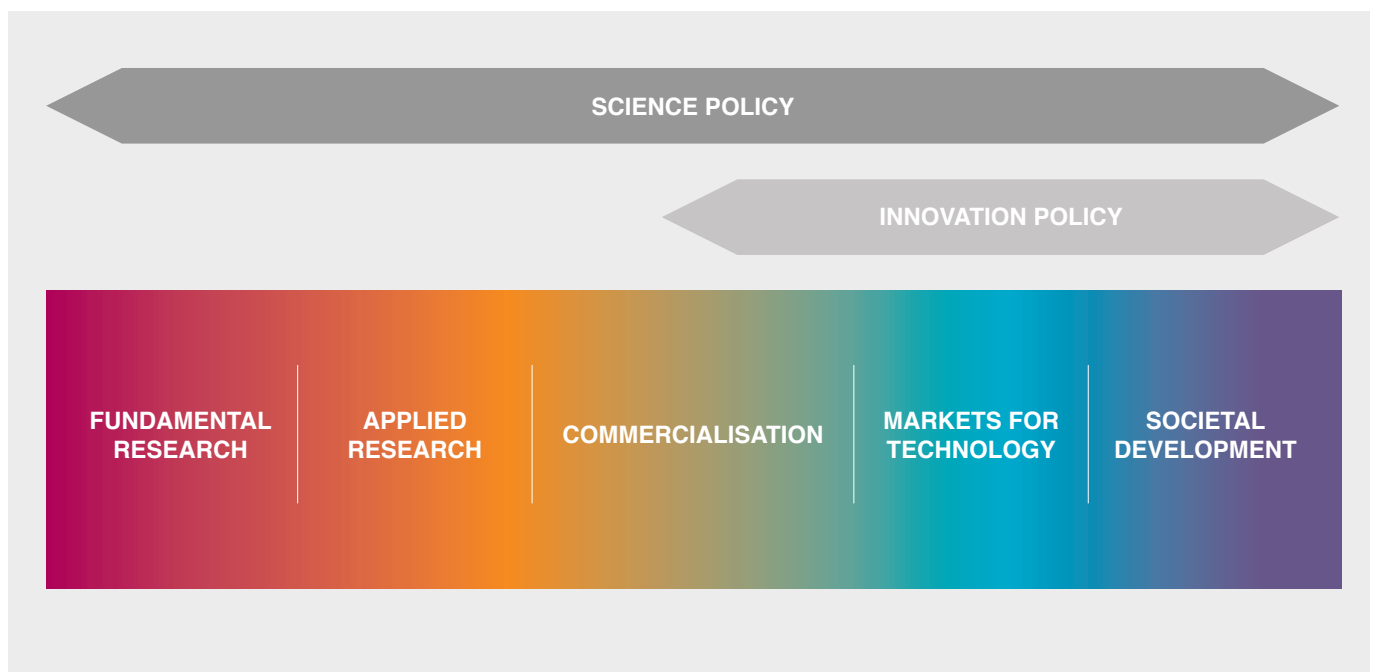 SCIENCE POLICY
INNOVATION POLICY
FUNDAMENTAL
RESEARCH
APPLIED
RESEARCH
COMMERCIALISATION
MARKETS FOR
TECHNOLOGY
SOCIETAL
DEVELOPMENT